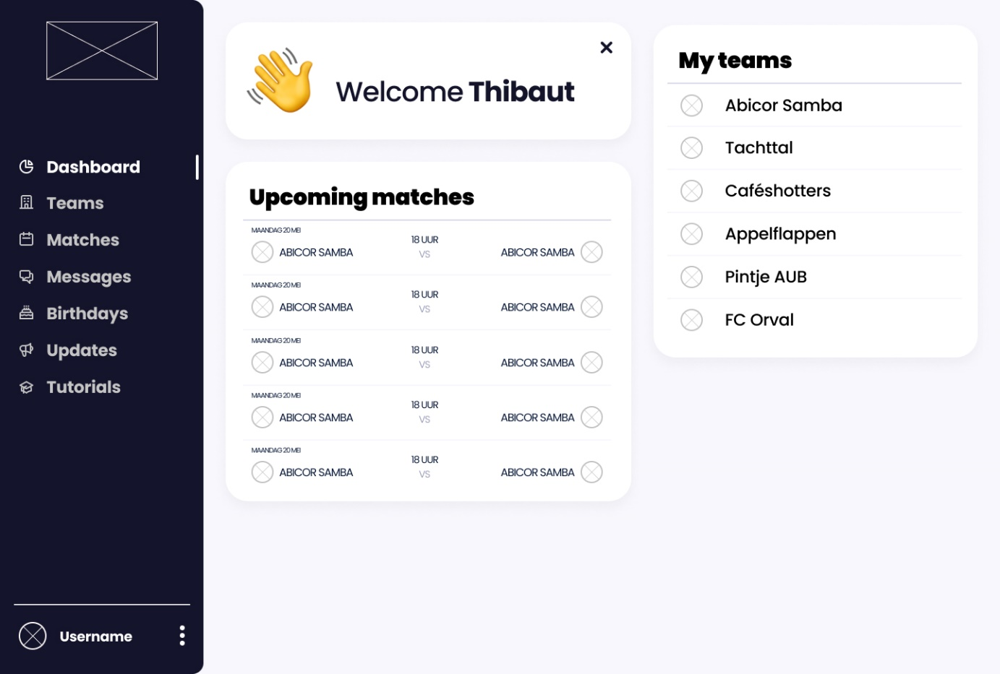 Dashboard
Teams
Matches
Messages
Birthdays
Updates
Tutorials
Username
Welcome Thibaut
Upcoming matches
MAANDAG 20 MEI
18 UUR
ABICOR SAMBA VS ABICOR SAMBA
MAANDAG 20 MEI
18 UUR
ABICOR SAMBA VS ABICOR SAMBA
MAANDAG 20 MEI
18 UUR
ABICOR SAMBA VS ABICOR SAMBA
MAANDAG 20 MEI
18 UUR
ABICOR SAMBA VS ABICOR SAMBA
MAANDAG 20 MEI
18 UUR
ABICOR SAMBA VS ABICOR SAMBA
My teams
Abicor Samba
Tachttal
Caféshotters
Appelflappen
Pintje AUB
FC Orval